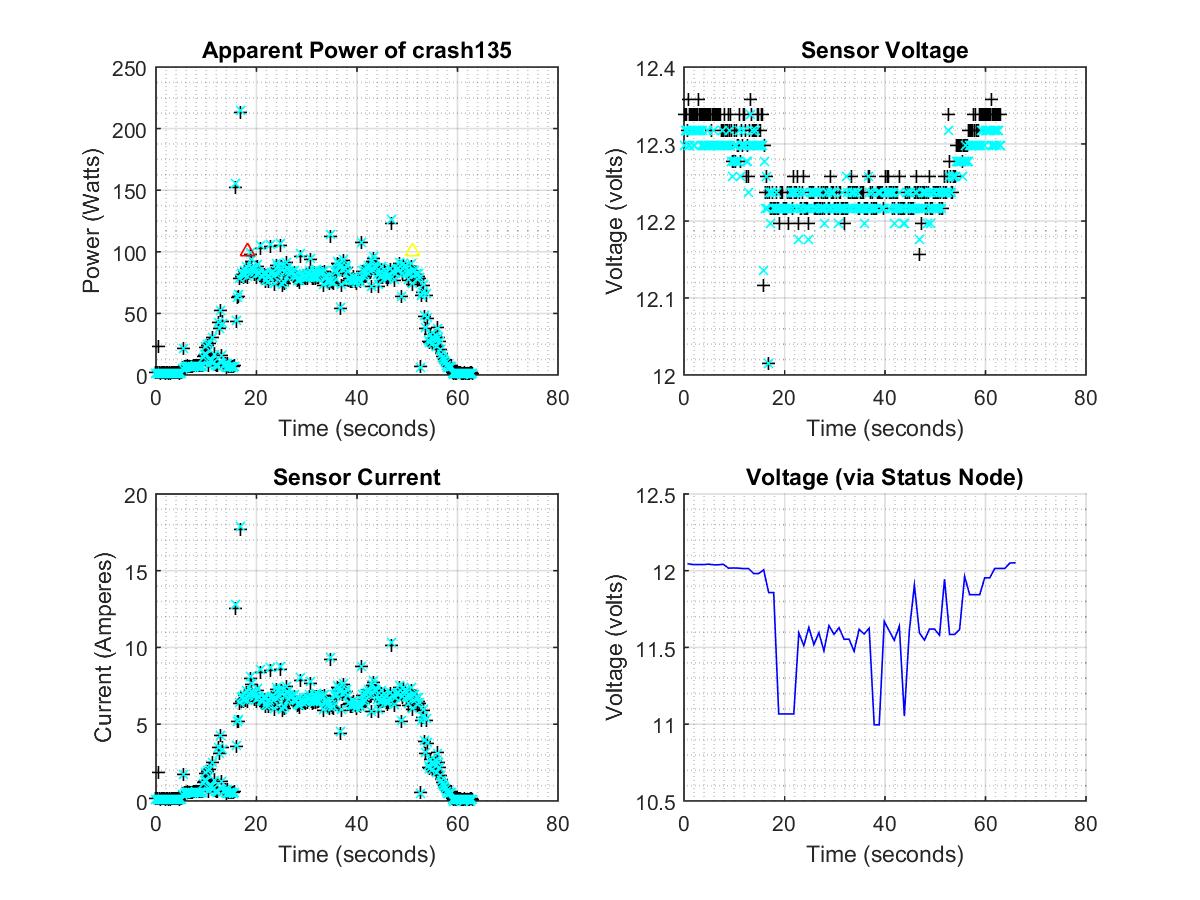 Apparent Power of crash135
250
200
150
100
50
0
Power (Watts)
0 20 40 60 80
Time (seconds)
Sensor Voltage
12.4
12.3
12.2
12.1
12
Voltage (volts)
0 20 40 60 80
Time (seconds)
Sensor Current
20
15
10
5
0
Current (Amperes)
0 20 40 60 80
Time (seconds)
Voltage (via Status Node)
12.5
12
11.5
11
10.5
Voltage (volts)
0 20 40 60 80
Time (seconds)